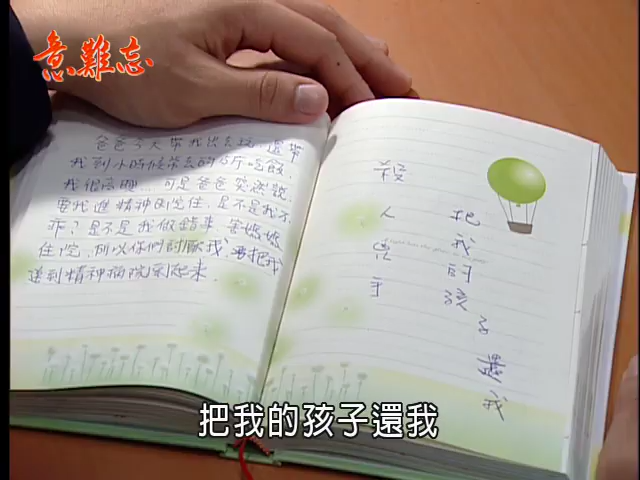 意難忘
爸爸今天帶我出去玩,還帶
我到小時候常去的餐廳吃飯,
我很高興...可是爸爸突然說
要我進精神病院住,是不是我不
乖?是不是我做錯事害媽媽
住院,所以你們討厭我,要把我
送到精神病院關起來.
殺人兇手
把我的孩子還我
把我的孩子還我